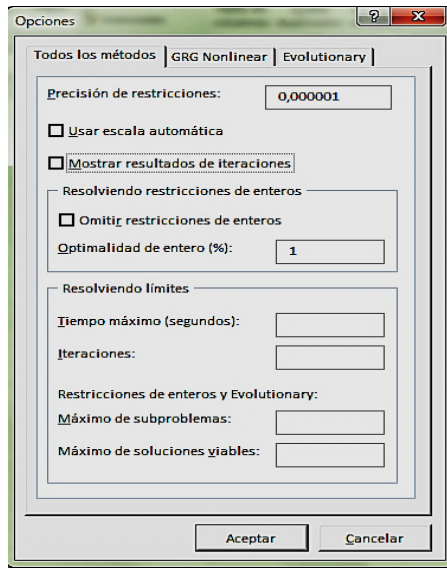 Opciones
Todos los métodos GRG Nonlinear Evolutionary
Precisión de restricciones: 0,000001
Usar escala automática
Mostrar resultados de iteraciones
Resolviendo restricciones de enteros
Omitir restricciones de enteros
Optimalidad de entero (%): 1
Resolviendo límites
Tiempo máximo (segundos):
Iteraciones:
Restricciones de enteros y Evolutionary:
Máximo de subproblemas:
Máximo de soluciones viables:
Aceptar Cancelar